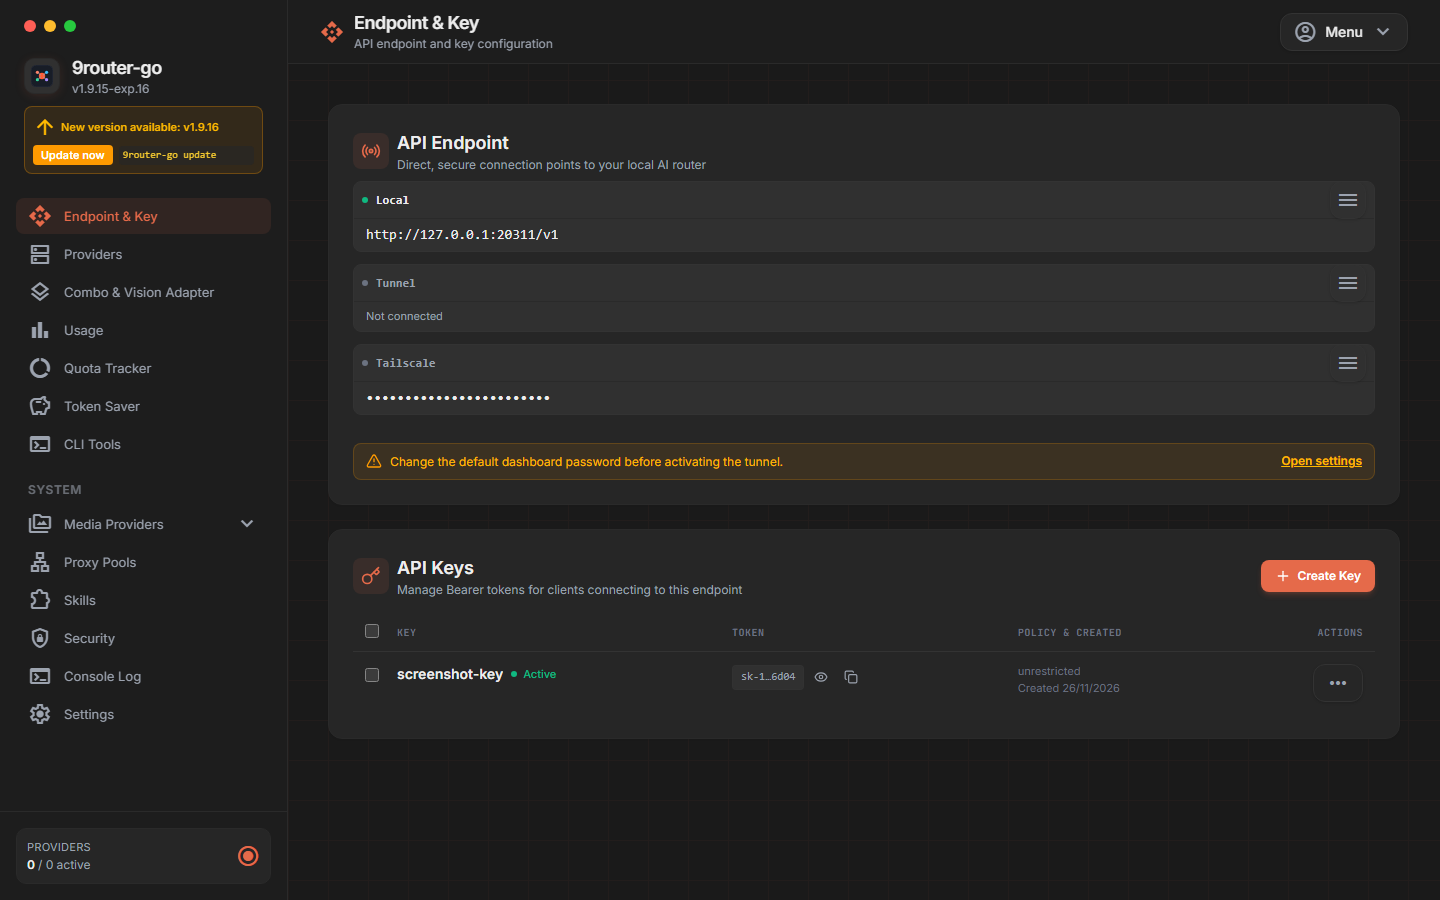 Endpoint & Key
API endpoint and key configuration
Menu
9router-go
v1.9.15-exp.16
New version available: v1.9.16
Update now
9router-go update
Endpoint & Key
Providers
Combo & Vision Adapter
Usage
Quota Tracker
Token Saver
CLI Tools
SYSTEM
Media Providers
Proxy Pools
Skills
Security
Console Log
Settings
PROVIDERS
0 / 0 active
API Endpoint
Direct, secure connection points to your local AI router
Local
http://127.0.0.1:20311/v1
Tunnel
Not connected
Tailscale
••••••••••••••••••••••••
Change the default dashboard password before activating the tunnel.
Open settings
API Keys
Manage Bearer tokens for clients connecting to this endpoint
Create Key
KEY TOKEN POLICY & CREATED ACTIONS
screenshot-key Active
sk-1…6d04
unrestricted
Created 26/11/2026